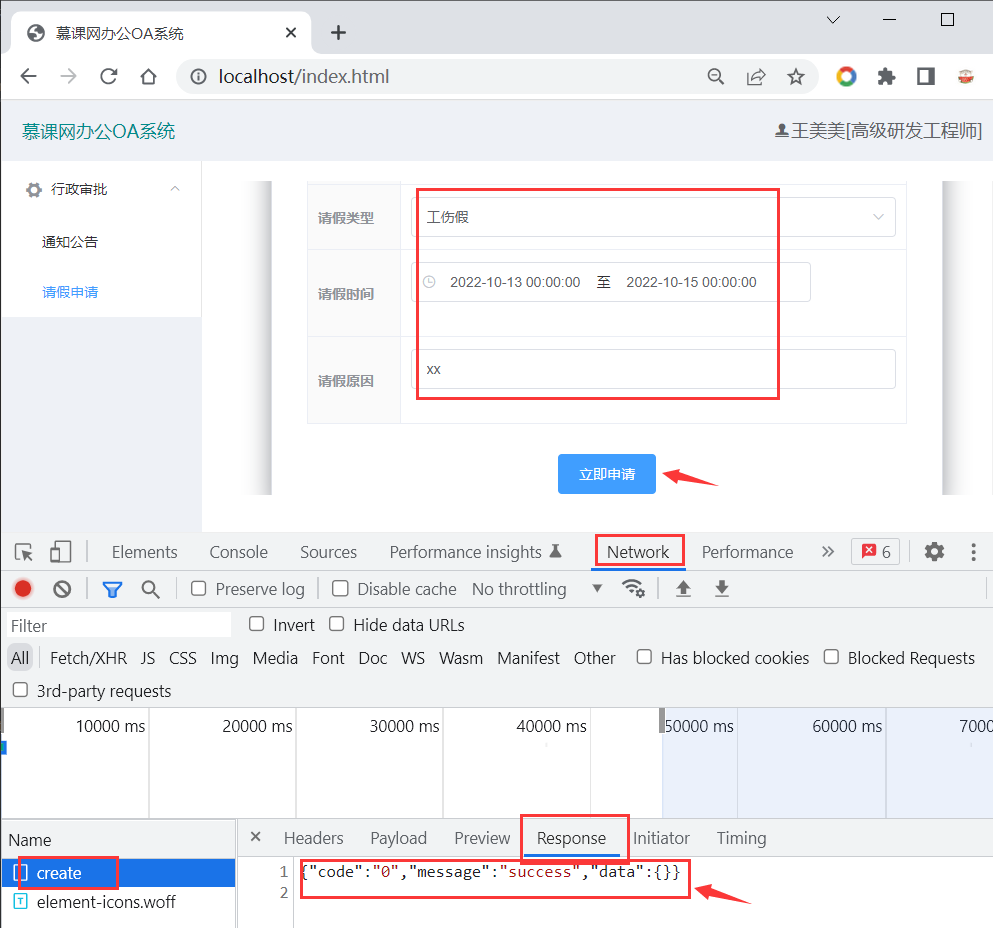 慕课网办公OA系统
localhost/index.html
慕课网办公OA系统
王美美[高级研发工程师]
行政审批
通知公告
请假申请
请假类型
工伤假
请假时间
2022-10-13 00:00:00 至 2022-10-15 00:00:00
请假原因
xx
立即申请
Elements Console Sources Performance insights Network Performance 6
Preserve log Disable cache No throttling
Filter Invert Hide data URLs
All Fetch/XHR JS CSS Img Media Font Doc WS Wasm Manifest Other Has blocked cookies Blocked Requests
3rd-party requests
10000 ms 20000 ms 30000 ms 40000 ms 50000 ms 60000 ms 7000
Name
Headers Payload Preview Response Initiator Timing
create
1 {"code":"0","message":"success","data":{}}
2
element-icons.woff